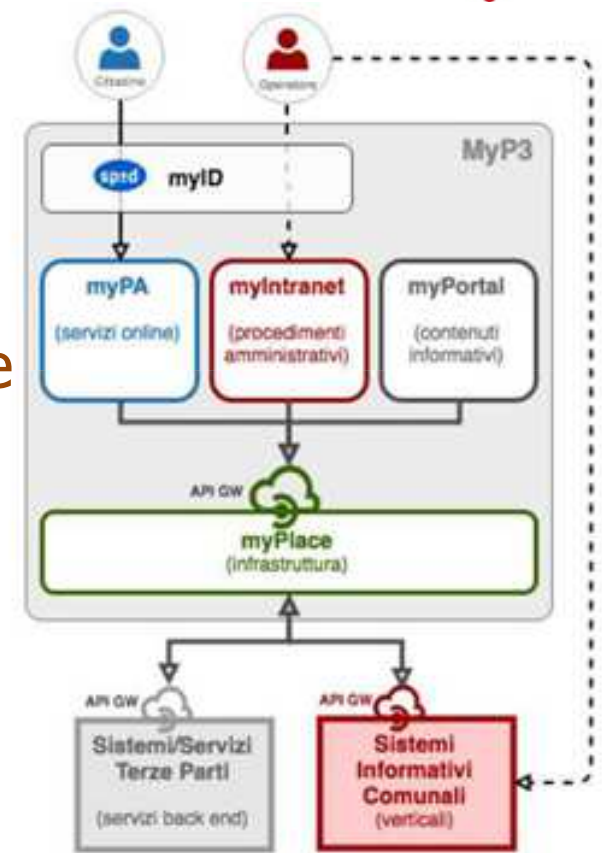 Cittadino
Operatore
MyP3
spid myID
myPA
(servizi online)
myIntranet
(procedimenti
amministrativi)
myPortal
(contenuti
informativi)
e
API GW
myPlace
(infrastruttura)
API GW
Sistemi/Servizi
Terze Parti
(servizi back end)
API GW
Sistemi
Informativi
Comunali
(verticali)